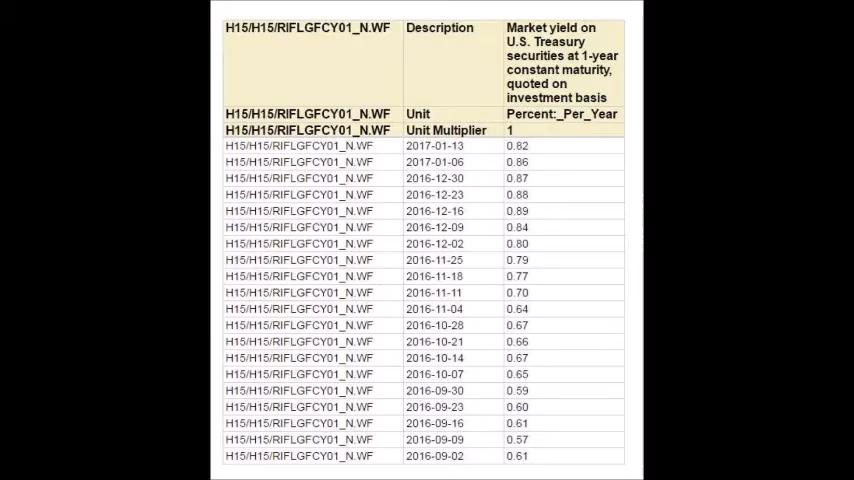 H15/H15/RIFLGFCY01_N.WF Description Market yield on
U.S. Treasury
securities at 1-year
constant maturity,
quoted on
investment basis
H15/H15/RIFLGFCY01_N.WF Unit Percent:_Per_Year
H15/H15/RIFLGFCY01_N.WF Unit Multiplier 1
H15/H15/RIFLGFCY01_N.WF 2017-01-13 0.82
H15/H15/RIFLGFCY01_N.WF 2017-01-06 0.86
H15/H15/RIFLGFCY01_N.WF 2016-12-30 0.87
H15/H15/RIFLGFCY01_N.WF 2016-12-23 0.88
H15/H15/RIFLGFCY01_N.WF 2016-12-16 0.89
H15/H15/RIFLGFCY01_N.WF 2016-12-09 0.84
H15/H15/RIFLGFCY01_N.WF 2016-12-02 0.80
H15/H15/RIFLGFCY01_N.WF 2016-11-25 0.79
H15/H15/RIFLGFCY01_N.WF 2016-11-18 0.77
H15/H15/RIFLGFCY01_N.WF 2016-11-11 0.70
H15/H15/RIFLGFCY01_N.WF 2016-11-04 0.64
H15/H15/RIFLGFCY01_N.WF 2016-10-28 0.67
H15/H15/RIFLGFCY01_N.WF 2016-10-21 0.66
H15/H15/RIFLGFCY01_N.WF 2016-10-14 0.67
H15/H15/RIFLGFCY01_N.WF 2016-10-07 0.65
H15/H15/RIFLGFCY01_N.WF 2016-09-30 0.59
H15/H15/RIFLGFCY01_N.WF 2016-09-23 0.60
H15/H15/RIFLGFCY01_N.WF 2016-09-16 0.61
H15/H15/RIFLGFCY01_N.WF 2016-09-09 0.57
H15/H15/RIFLGFCY01_N.WF 2016-09-02 0.61